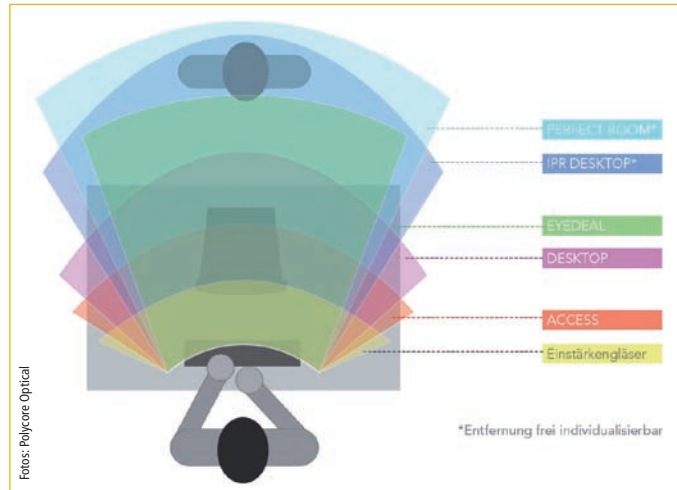 PERFECT ROOM*
IPR DESKTOP*
EYEDEAL
DESKTOP
ACCESS
Einstärkengläser
*Entfernung frei individualisierbar
Fotos: Polycore Optical